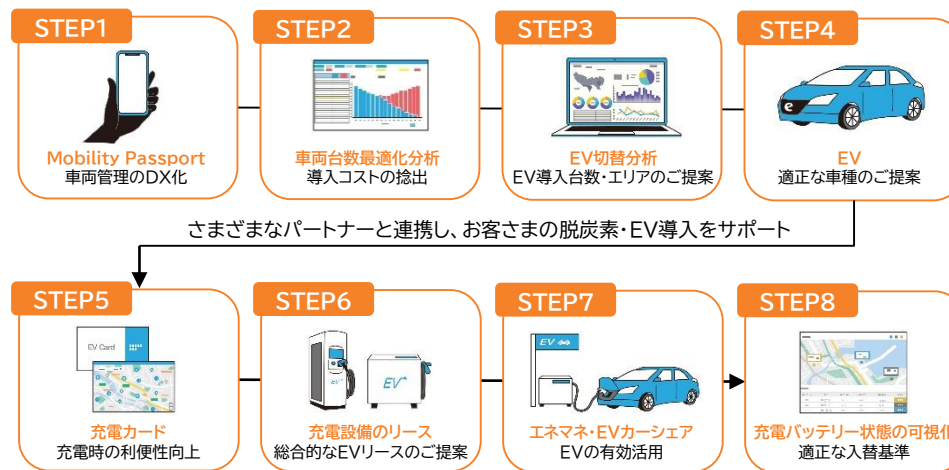 STEP1
Mobility Passport
車両管理のDX化
STEP2
車両台数最適化分析
導入コストの捻出
STEP3
EV切替分析
EV導入台数・エリアのご提案
STEP4
e
EV
適正な車種のご提案
さまざまなパートナーと連携し、お客さまの脱炭素・EV導入をサポート
STEP5
EV Card
充電カード
充電時の利便性向上
STEP6
EV
EV
充電設備のリース
総合的なEVリースのご提案
STEP7
EV
エネマネ・EVカーシェア
EVの有効活用
STEP8
充電バッテリー状態の可視化
適正な入替基準